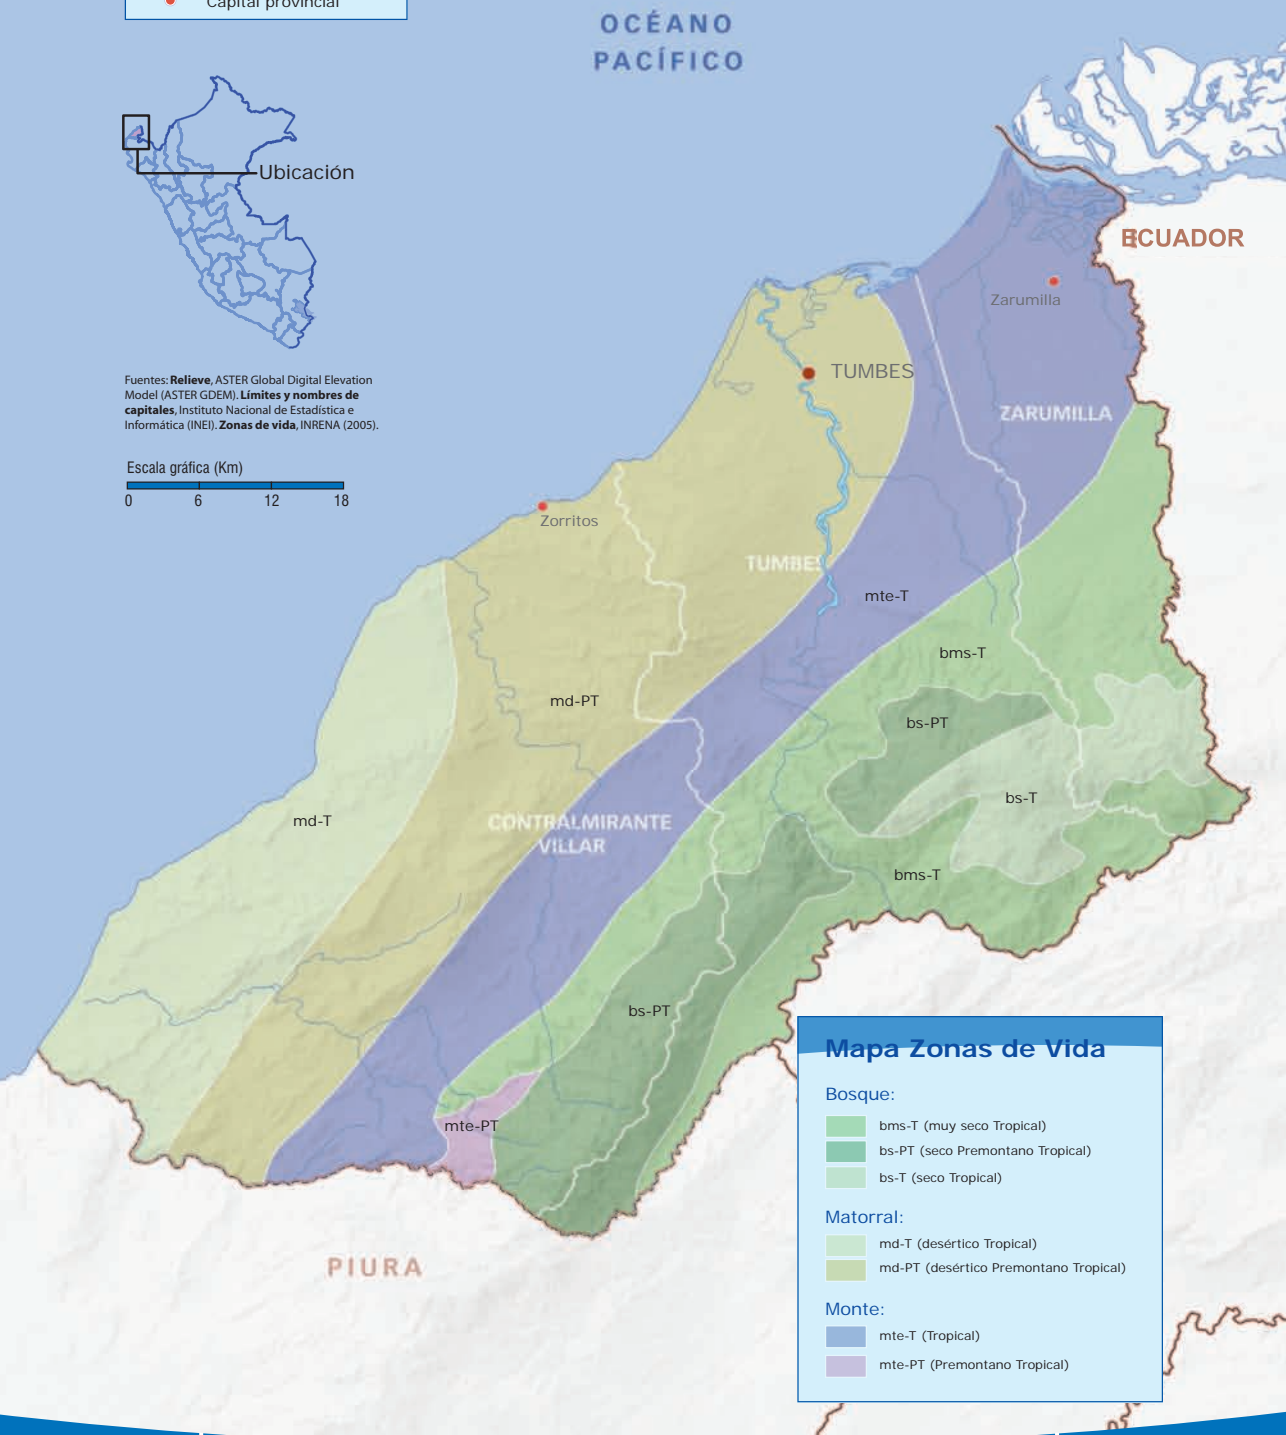 Capital provincial
OCÉANO
PACÍFICO
Ubicación
ECUADOR
Zarumilla
TUMBES
Fuentes: Relieve, ASTER Global Digital Elevation
Model (ASTER GDEM). Límites y nombres de
capitales, Instituto Nacional de Estadística e
Informática (INEI). Zonas de vida, INRENA (2005).
ZARUMILLA
Escala gráfica (Km)
0 6 12 18
Zorritos
TUMBES
mte-T
bms-T
md-PT
bs-PT
bs-T
md-T
CONTRALMIRANTE
VILLAR
bms-T
bs-PT
mte-PT
PIURA
Mapa Zonas de Vida
Bosque:
bms-T (muy seco Tropical)
bs-PT (seco Premontano Tropical)
bs-T (seco Tropical)
Matorral:
md-T (desértico Tropical)
md-PT (desértico Premontano Tropical)
Monte:
mte-T (Tropical)
mte-PT (Premontano Tropical)